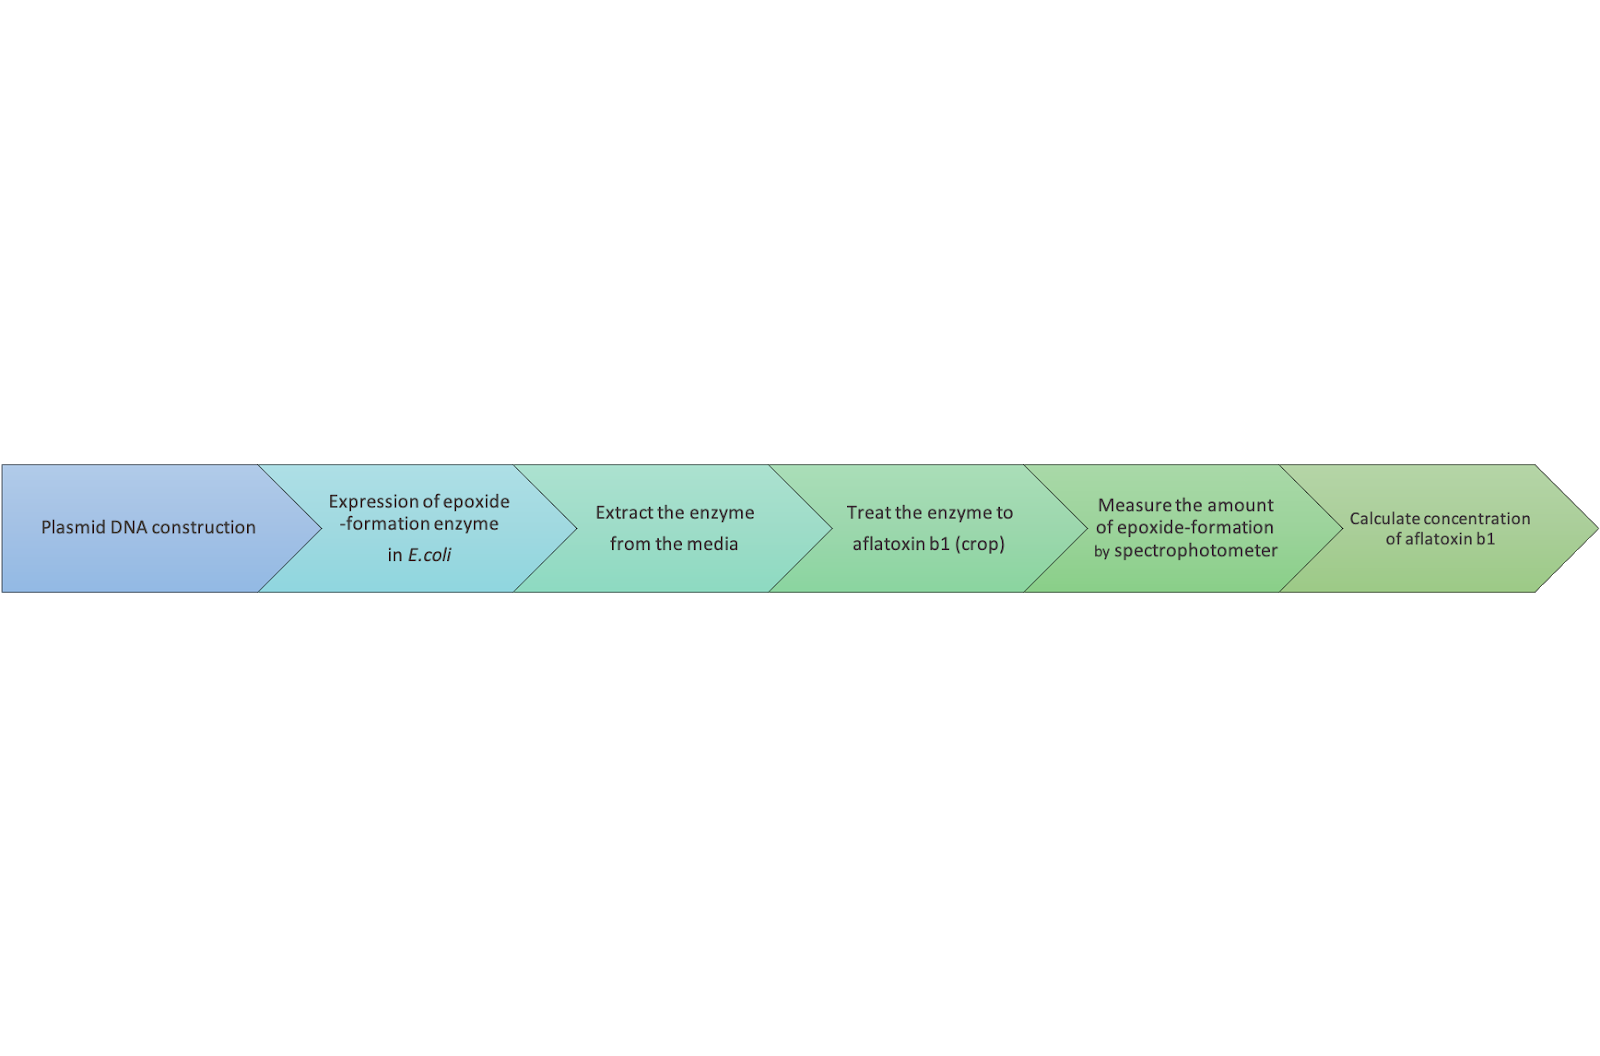 Plasmid DNA construction
Expression of epoxide
-formation enzyme
in E.coli
Extract the enzyme
from the media
Treat the enzyme to
aflatoxin b1 (crop)
Measure the amount
of epoxide-formation
by spectrophotometer
Calculate concentration
of aflatoxin b1